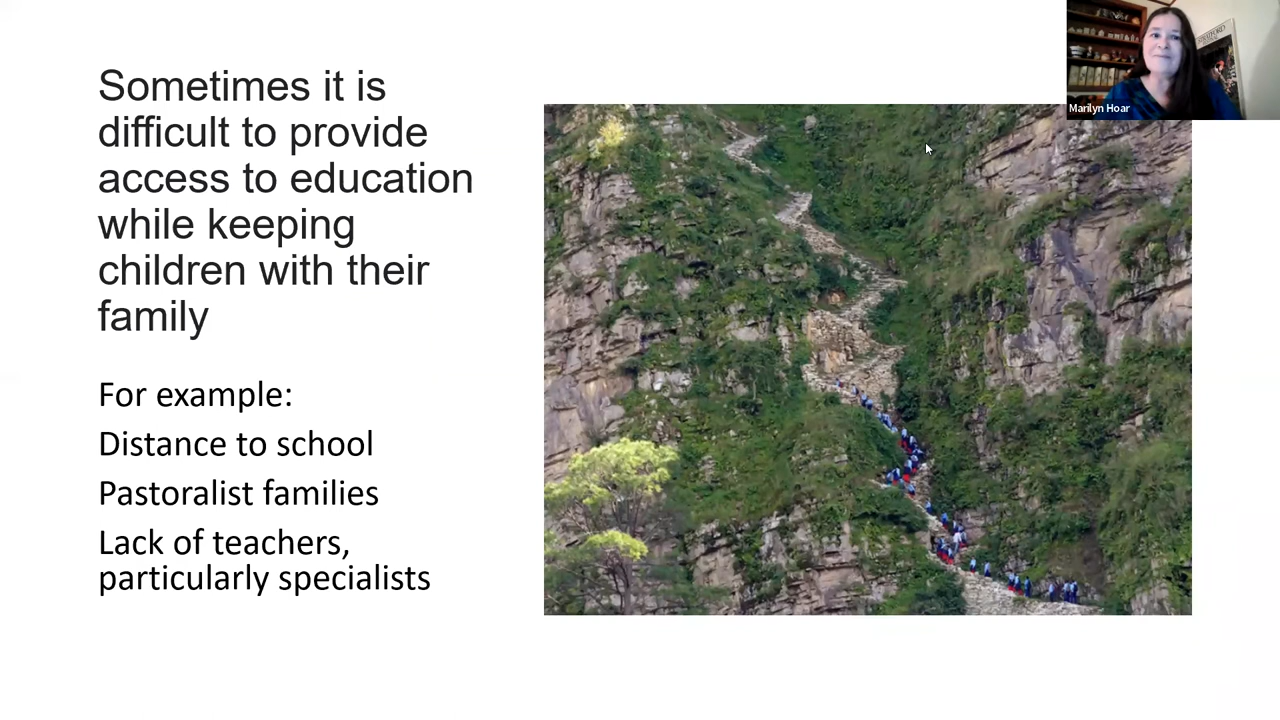 Sometimes it is
difficult to provide
access to education
while keeping
children with their
family
For example:
Distance to school
Pastoralist families
Lack of teachers,
particularly specialists
STRATFORD
Marilyn Hoar